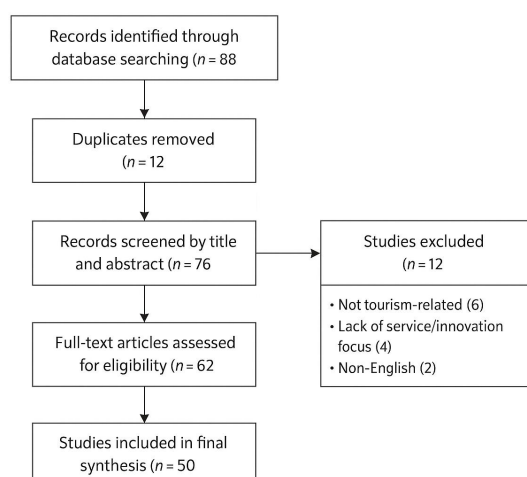 Records identified through
database searching (n = 88
Duplicates removed
(n = 12
Records screened by title
and abstract (n = 76
Studies excluded
(n = 12
• Not tourism-related (6)
• Lack of service/innovation
focus (4)
• Non-English (2)
Full-text articles assessed
for eligibility (n = 62
Studies included in final
synthesis (n = 50